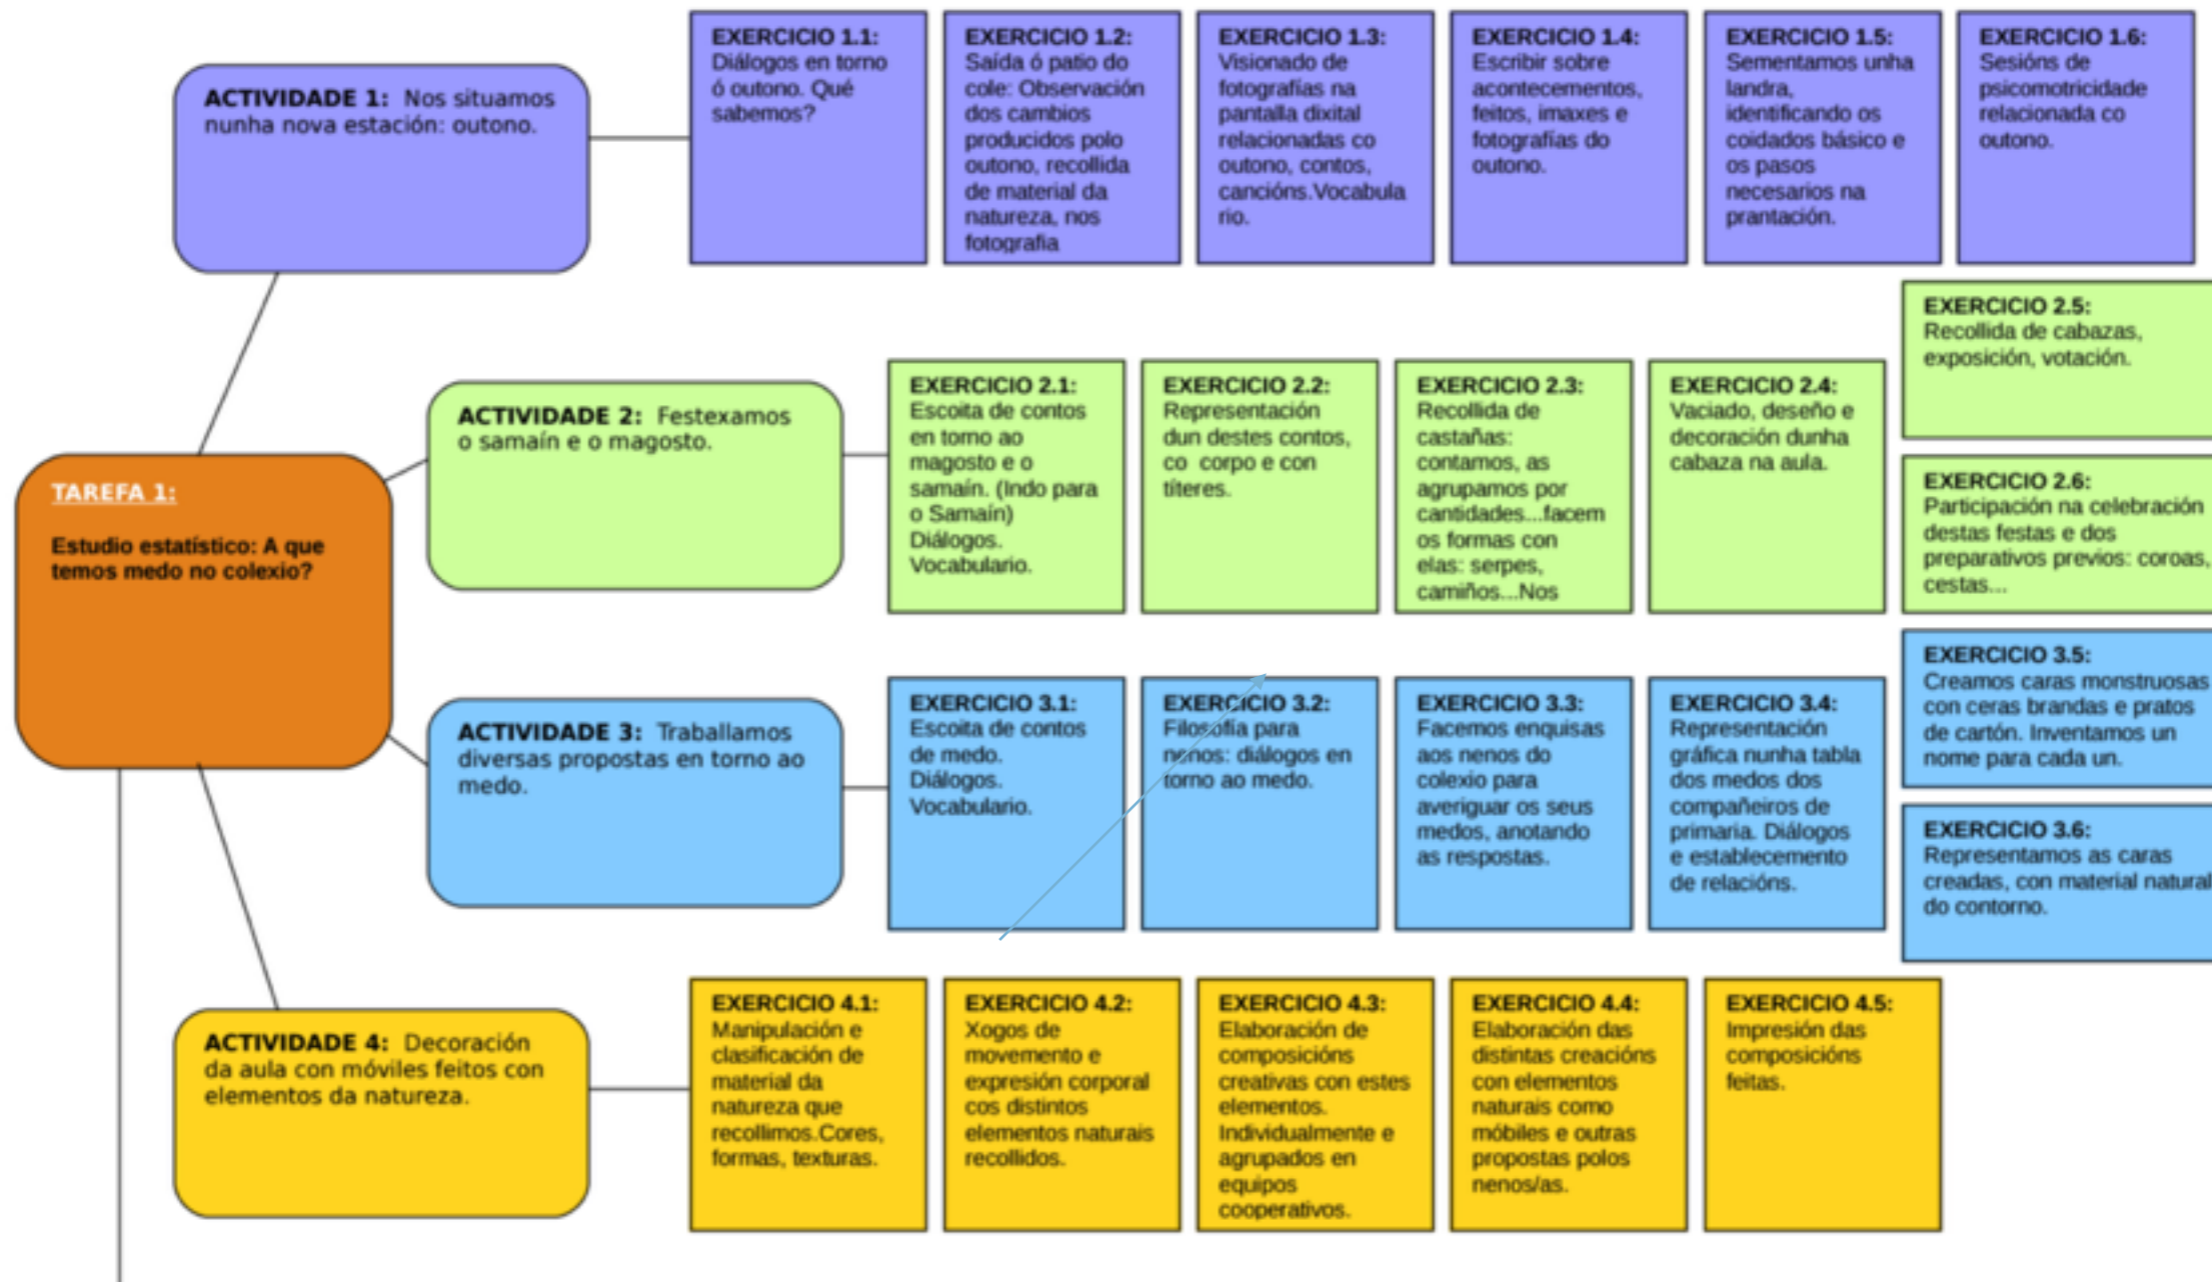 EXERCICIO 1.1:
Diálogos en torno
ó outono. Qué
sabemos?
EXERCICIO 1.2:
Saída ó patio do
cole: Observación
dos cambios
producidos polo
outono, recollida
de material da
natureza, nos
fotografia
EXERCICIO 1.3:
Visionado de
fotografías na
pantalla dixital
relacionadas co
outono, contos,
cancións.Vocabula
rio.
EXERCICIO 1.4:
Escribir sobre
acontecementos,
feitos, imaxes e
fotografías do
outono.
EXERCICIO 1.5:
Sementamos unha
landra,
identificando os
coidados básico e
os pasos
necesarios na
prantación.
EXERCICIO 1.6:
Sesións de
psicomotricidade
relacionada co
outono.
ACTIVIDADE 1: Nos situamos
nunha nova estación: outono.
EXERCICIO 2.5:
Recollida de cabazas,
exposición, votación.
ACTIVIDADE 2: Festexamos
o samaín e o magosto.
EXERCICIO 2.1:
Escoita de contos
en torno ao
magosto e o
samaín. (Indo para
o Samaín)
Diálogos.
Vocabulario.
EXERCICIO 2.2:
Representación
dun destes contos,
co corpo e con
títeres.
EXERCICIO 2.3:
Recollida de
castañas:
contamos, as
agrupamos por
cantidades...facem
os formas con
elas: serpes,
camiños...Nos
EXERCICIO 2.4:
Vaciado, deseño e
decoración dunha
cabaza na aula.
EXERCICIO 2.6:
Participación na celebración
destas festas e dos
preparativos previos: coroas,
cestas...
TAREFA 1:
Estudio estatístico: A que
temos medo no colexio?
ACTIVIDADE 3: Traballamos
diversas propostas en torno ao
medo.
EXERCICIO 3.1:
Escoita de contos
de medo.
Diálogos.
Vocabulario.
EXERCICIO 3.2:
Filosofía para
nenos: diálogos en
torno ao medo.
EXERCICIO 3.3:
Facemos enquisas
aos nenos do
colexio para
averiguar os seus
medos, anotando
as respostas.
EXERCICIO 3.4:
Representación
gráfica nunha tabla
dos medos dos
compañeiros de
primaria. Diálogos
e establecemento
de relacións.
EXERCICIO 3.5:
Creamos caras monstruosas
con ceras brandas e pratos
de cartón. Inventamos un
nome para cada un.
EXERCICIO 3.6:
Representamos as caras
creadas, con material natural
do contorno.
ACTIVIDADE 4: Decoración
da aula con móviles feitos con
elementos da natureza.
EXERCICIO 4.1:
Manipulación e
clasificación de
material da
natureza que
recollimos.Cores,
formas, texturas.
EXERCICIO 4.2:
Xogos de
movemento e
expresión corporal
cos distintos
elementos naturais
recollidos.
EXERCICIO 4.3:
Elaboración de
composicións
creativas con estes
elementos.
Individualmente e
agrupados en
equipos
cooperativos.
EXERCICIO 4.4:
Elaboración das
distintas creacións
con elementos
naturais como
móbiles e outras
propostas polos
nenos/as.
EXERCICIO 4.5:
Impresión das
composicións
feitas.